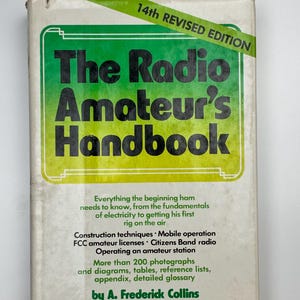 14th REVISED EDITION
The Radio
Amateur's
Handbook
Everything the beginning ham
needs to know, from the fundamentals
of electricity to getting his first
rig on the air
Construction techniques · Mobile operation
FCC amateur licenses · Citizens Band radio
Operating an amateur station
More than 200 photographs
and diagrams, tables, reference lists,
appendix, detailed glossary
by A. Frederick Collins